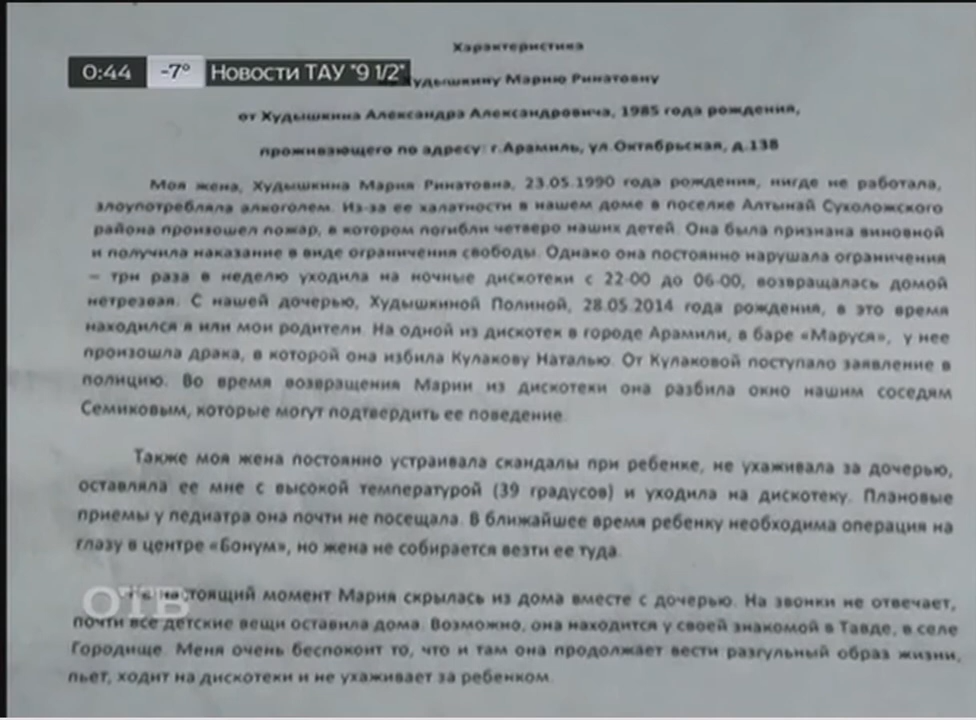 Характеристика
0:44 -7° Новости ТАУ "9 1/2"
Худышкину Марию Ринатовну
от Худышкина Александра Александровича, 1985 года рождения,
проживающего по адресу: г.Арамиль, ул.Октябрьская, д.138
Моя жена, Худышкина Мария Ринатовна, 23.05.1990 года рождения, нигде не работала,
злоупотребляла алкоголем. Из-за ее халатности в нашем доме в поселке Алтынай Сухоложского
района произошел пожар, в котором погибли четверо наших детей. Она была признана виновной
и получила наказание в виде ограничения свободы. Однако она постоянно нарушала ограничения
– три раза в неделю уходила на ночные дискотеки с 22-00 до 06-00, возвращалась домой
нетрезвая. С нашей дочерью, Худышкиной Полиной, 28.05.2014 года рождения, в это время
находился я или мои родители. На одной из дискотек в городе Арамили, в баре «Маруся», у нее
произошла драка, в которой она избила Кулакову Наталью. От Кулаковой поступало заявление в
полицию. Во время возвращения Марии из дискотеки она разбила окно нашим соседям
Семиковым, которые могут подтвердить ее поведение.
Также моя жена постоянно устраивала скандалы при ребенке, не ухаживала за дочерью,
оставляла ее мне с высокой температурой (39 градусов) и уходила на дискотеку. Плановые
приемы у педиатра она почти не посещала. В ближайшее время ребенку необходима операция на
глазу в центре «Бонум», но жена не собирается везти ее туда.
ОТВ настоящий момент Мария скрылась из дома вместе с дочерью. На звонки не отвечает,
почти все детские вещи оставила дома. Возможно, она находится у своей знакомой в Тавде, в селе
Городище. Меня очень беспокоит то, что и там она продолжает вести разгульный образ жизни,
пьет, ходит на дискотеки и не ухаживает за ребенком.